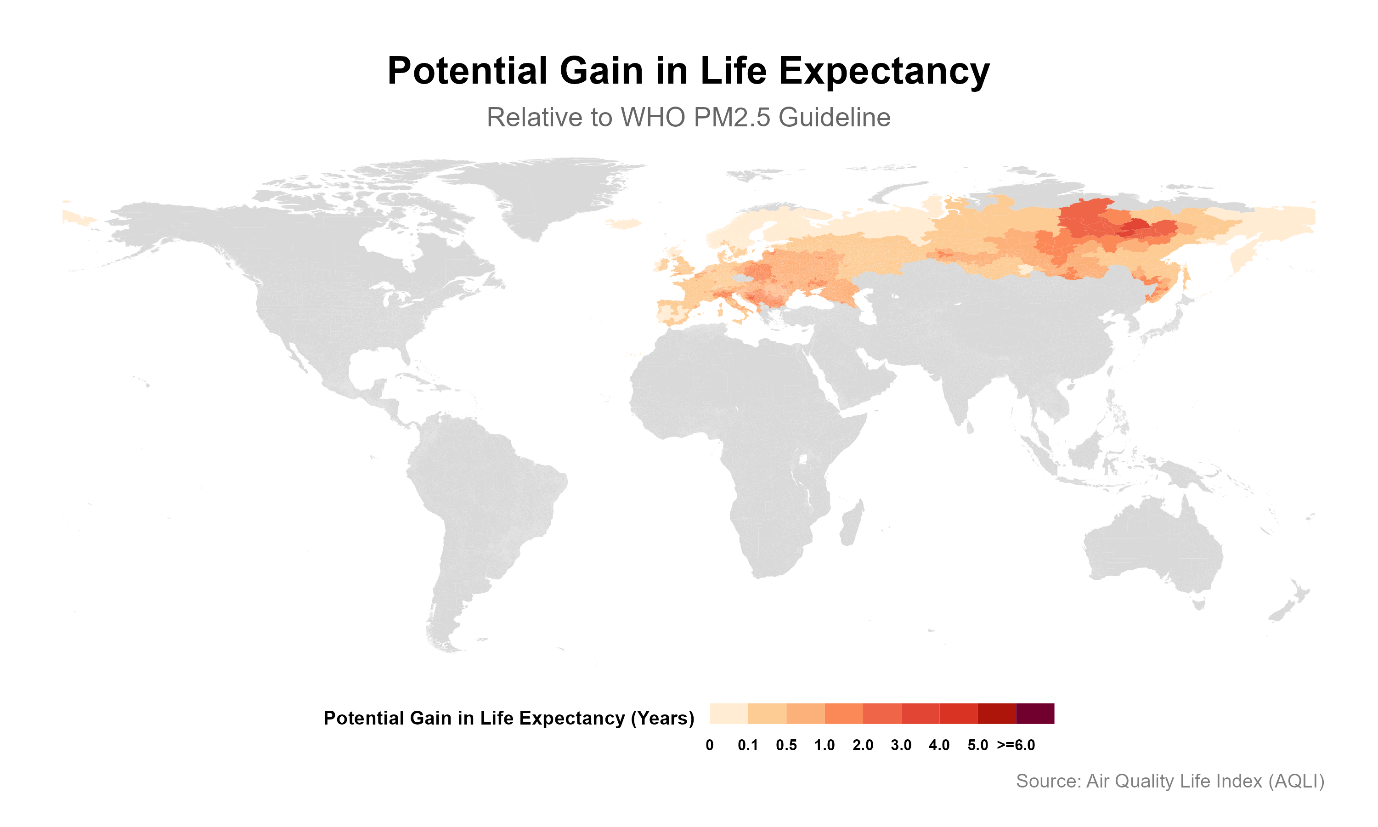 Potential Gain in Life Expectancy
Relative to WHO PM2.5 Guideline
Potential Gain in Life Expectancy (Years)
0 0.1 0.5 1.0 2.0 3.0 4.0 5.0 >=6.0
Source: Air Quality Life Index (AQLI)